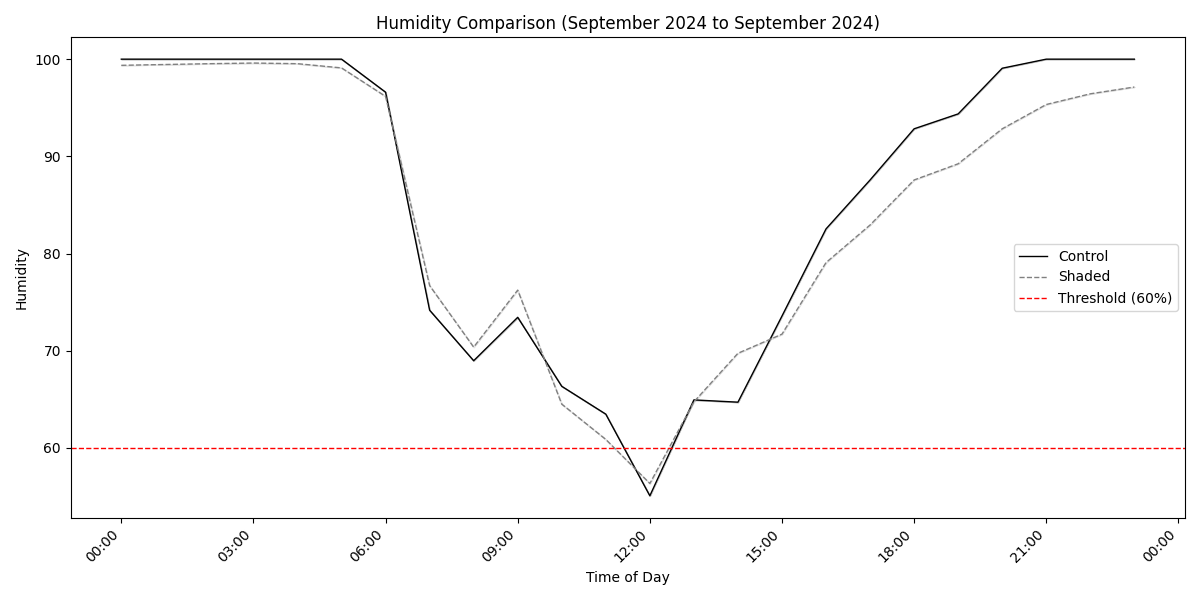 Humidity Comparison (September 2024 to September 2024)
100
90
80
70
60
Humidity
Control
Shaded
Threshold (60%)
00:00
03:00
06:00
09:00
12:00
15:00
18:00
21:00
00:00
Time of Day